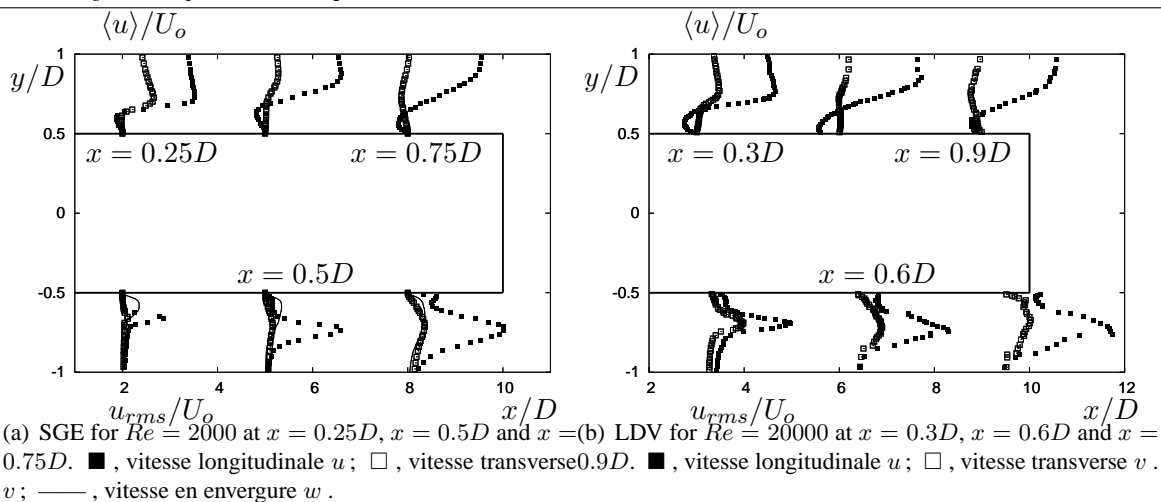 ⟨u⟩/U_o ⟨u⟩/U_o
1 1
y/D y/D
0.5 0.5
x = 0.25D x = 0.75D x = 0.3D x = 0.9D
0 0
x = 0.5D x = 0.6D
-0.5 -0.5
-1 -1
2 4 6 8 10 2 4 6 8 10 12
u_{rms}/U_o x/D u_{rms}/U_o x/D
(a) SGE for Re = 2000 at x = 0.25D, x = 0.5D and x =
0.75D. ■ , vitesse longitudinale u ; □ , vitesse transverse
v ; —— , vitesse en envergure w .
(b) LDV for Re = 20000 at x = 0.3D, x = 0.6D and x =
0.9D. ■ , vitesse longitudinale u ; □ , vitesse transverse v .